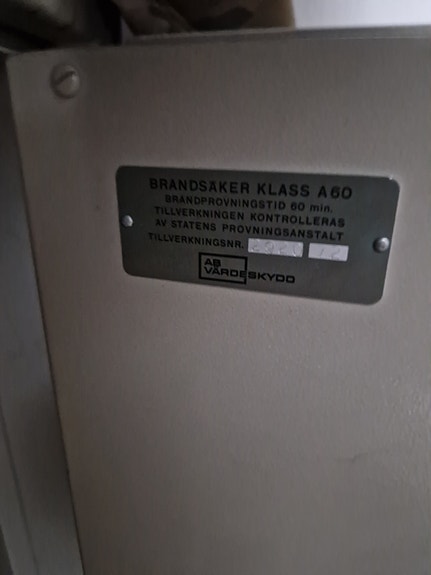 BRANDSÄKER KLASS A60
BRANDPROVNINGSTID 60 min.
TILLVERKNINGEN KONTROLLERAS
AV STATENS PROVNINGSANSTALT
TILLVERKNINGSNR.
AB
VÄRDESKYDD